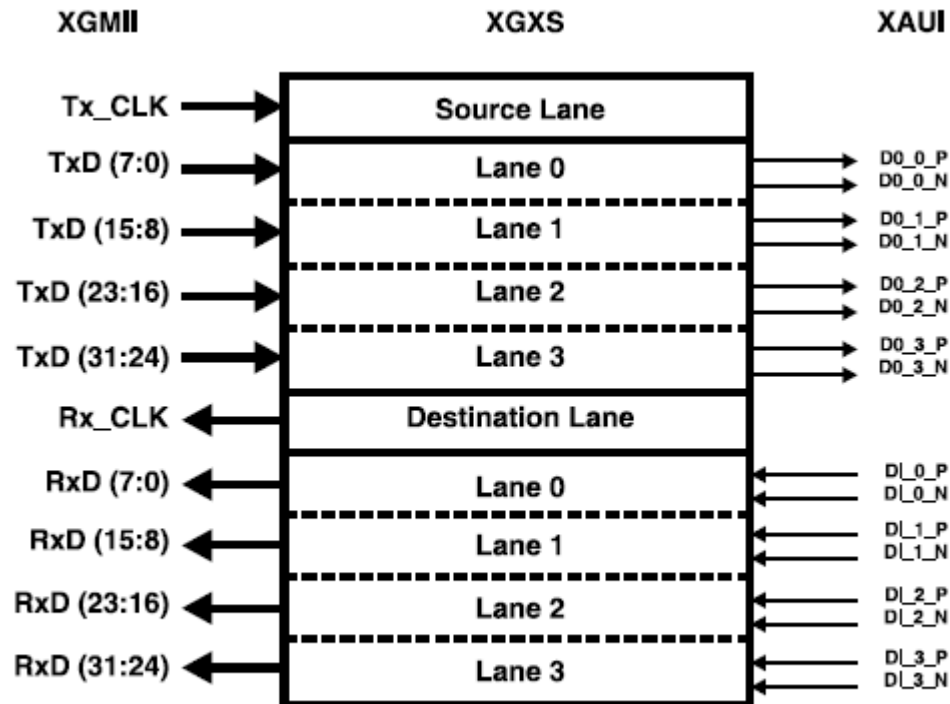 XGMII XGXS XAUI
Tx_CLK Source Lane
TxD (7:0) Lane 0 D0_0_P
D0_0_N
TxD (15:8) Lane 1 D0_1_P
D0_1_N
TxD (23:16) Lane 2 D0_2_P
D0_2_N
TxD (31:24) Lane 3 D0_3_P
D0_3_N
Rx_CLK Destination Lane
RxD (7:0) Lane 0 DI_0_P
DI_0_N
RxD (15:8) Lane 1 DI_1_P
DI_1_N
RxD (23:16) Lane 2 DI_2_P
DI_2_N
RxD (31:24) Lane 3 DI_3_P
DI_3_N